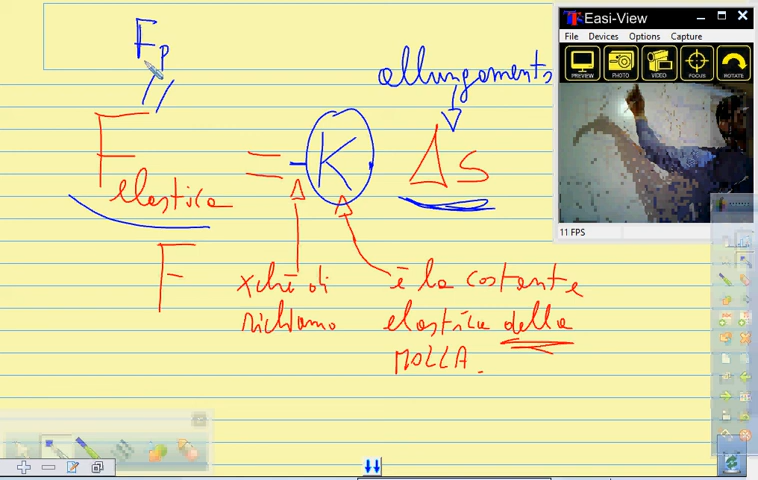 Easi-View
File Devices Options Capture
PREVIEW PHOTO VIDEO FOCUS ROTATE
11 FPS
Fp
allungamento
F elastica = - K Δs
F
xché di
richiamo
è la costante
elastica della
MOLLA.